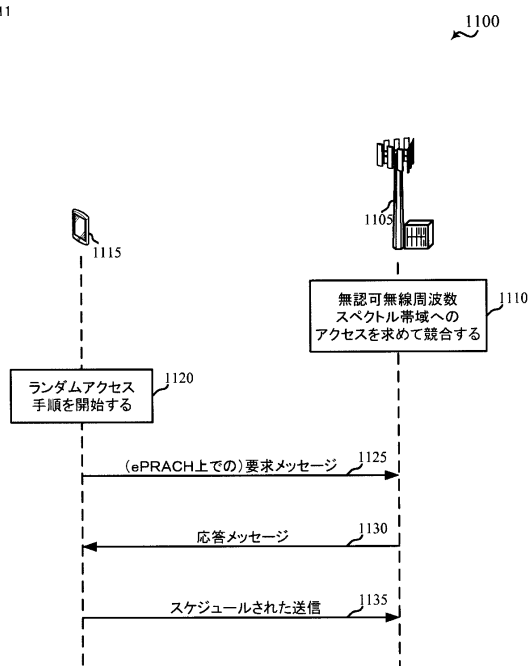 1100
1105
1115
無認可無線周波数
スペクトル帯域への
アクセスを求めて競合する
1110
ランダムアクセス
手順を開始する
1120
(ePRACH上での)要求メッセージ
1125
応答メッセージ
1130
スケジュールされた送信
1135